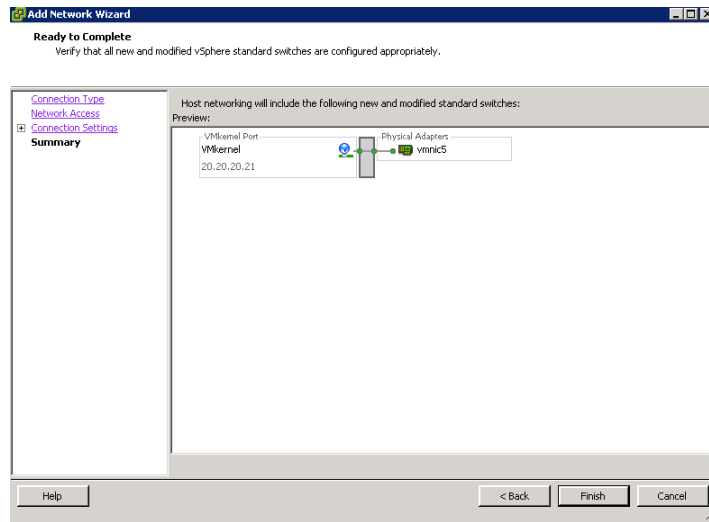 Add Network Wizard
Ready to Complete
Verify that all new and modified vSphere standard switches are configured appropriately.
Connection Type
Network Access
Connection Settings
Summary
Host networking will include the following new and modified standard switches:
Preview:
VMkernel Port
Physical Adapters
VMkernel
vmnic5
20.20.20.21
Help
< Back
Finish
Cancel